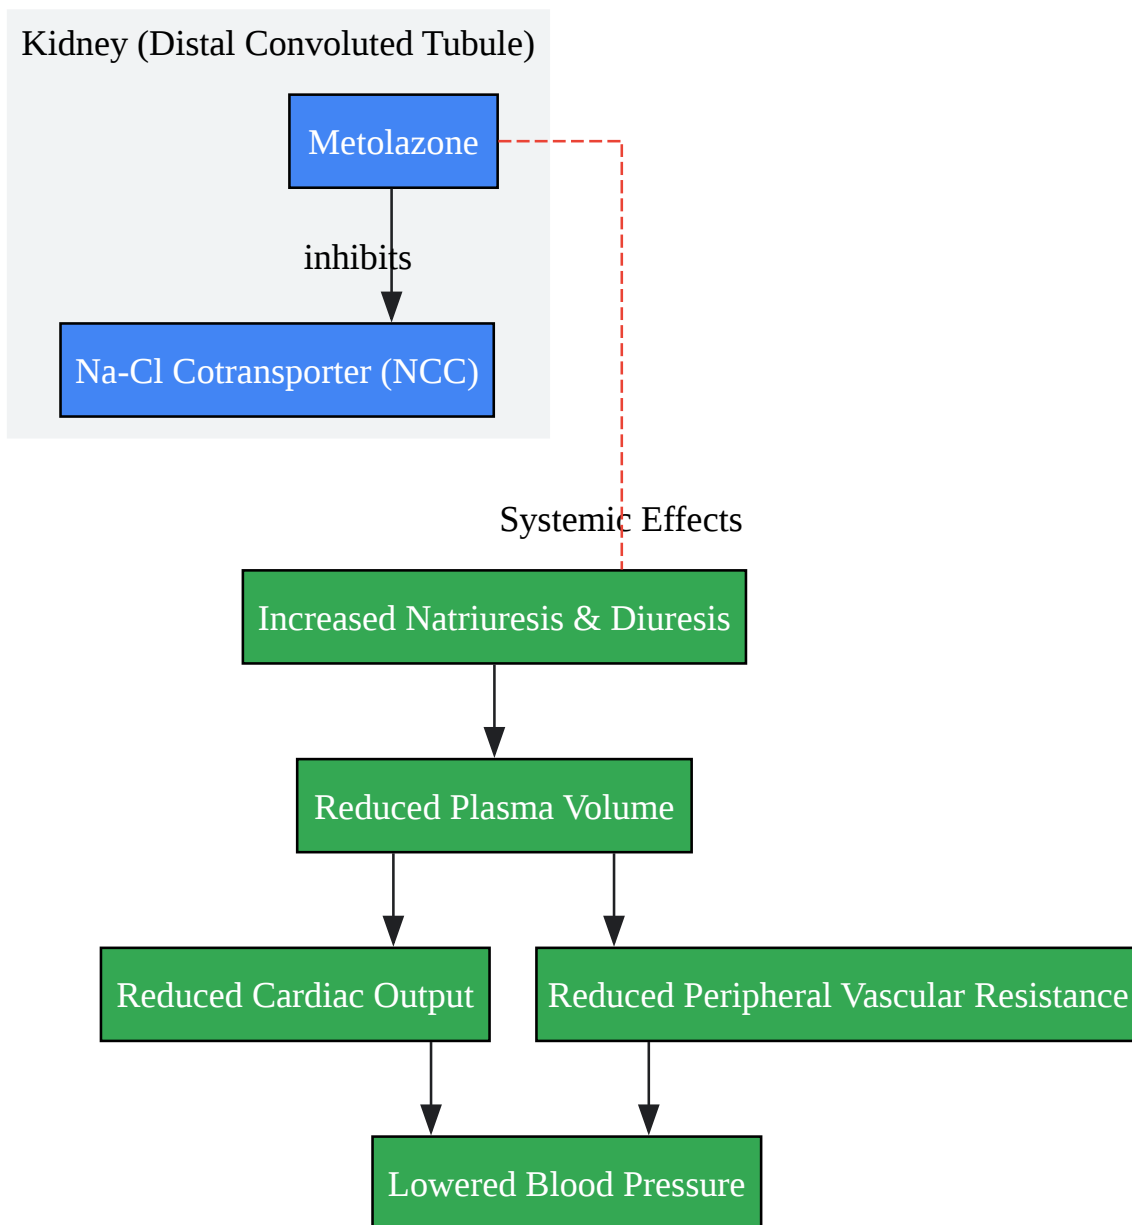 Kidney (Distal Convoluted Tubule)
Metolazone
inhibits
Na-Cl Cotransporter (NCC)
Systemic Effects
Increased Natriuresis & Diuresis
Reduced Plasma Volume
Reduced Cardiac Output
Reduced Peripheral Vascular Resistance
Lowered Blood Pressure